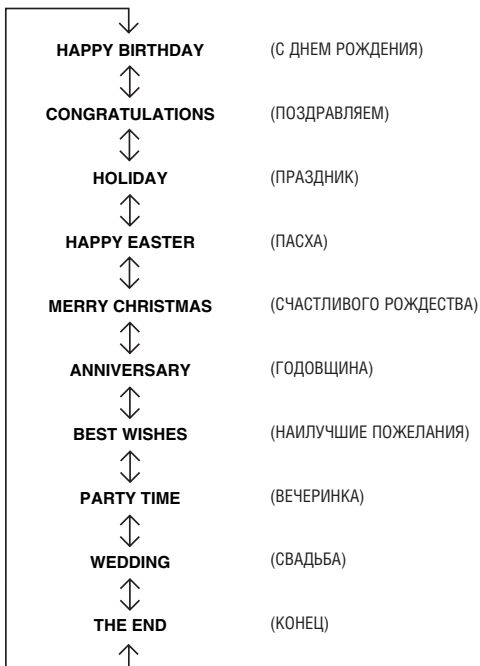 HAPPY BIRTHDAY (С ДНЕМ РОЖДЕНИЯ)
CONGRATULATIONS (ПОЗДРАВЛЯЕМ)
HOLIDAY (ПРАЗДНИК)
HAPPY EASTER (ПАСХА)
MERRY CHRISTMAS (СЧАСТЛИВОГО РОЖДЕСТВА)
ANNIVERSARY (ГОДОВЩИНА)
BEST WISHES (НАИЛУЧШИЕ ПОЖЕЛАНИЯ)
PARTY TIME (ВЕЧЕРИНКА)
WEDDING (СВАДЬБА)
THE END (КОНЕЦ)